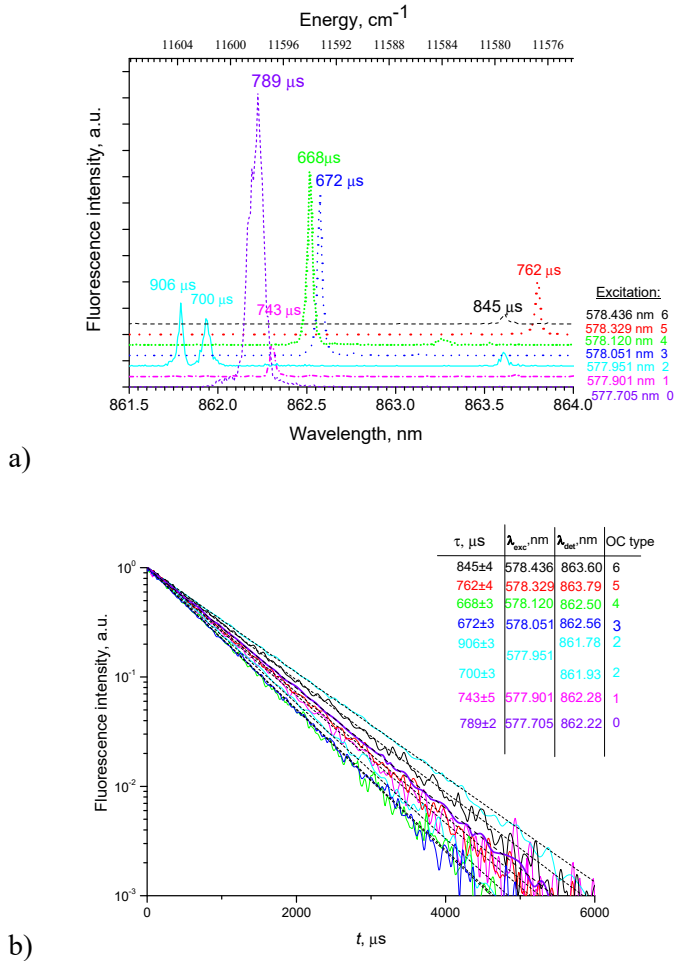 Energy, cm-1
11604 11600 11596 11592 11588 11584 11580 11576
789 µs
668µs
672 µs
906 µs
700 µs
743 µs
845 µs
762 µs
Excitation:
578.436 nm 6
578.329 nm 5
578.120 nm 4
578.051 nm 3
577.951 nm 2
577.901 nm 1
577.705 nm 0
Fluorescence intensity, a.u.
861.5 862.0 862.5 863.0 863.5 864.0
Wavelength, nm
a)
τ, µs λexc,nm λdet,nm OC type
845±4 578.436 863.60 6
762±4 578.329 863.79 5
668±3 578.120 862.50 4
672±3 578.051 862.56 3
906±3 861.78 2
577.951
700±3 861.93 2
743±5 577.901 862.28 1
789±2 577.705 862.22 0
Fluorescence intensity, a.u.
10^0
10^-1
10^-2
10^-3
0 2000 4000 6000
t, µs
b)